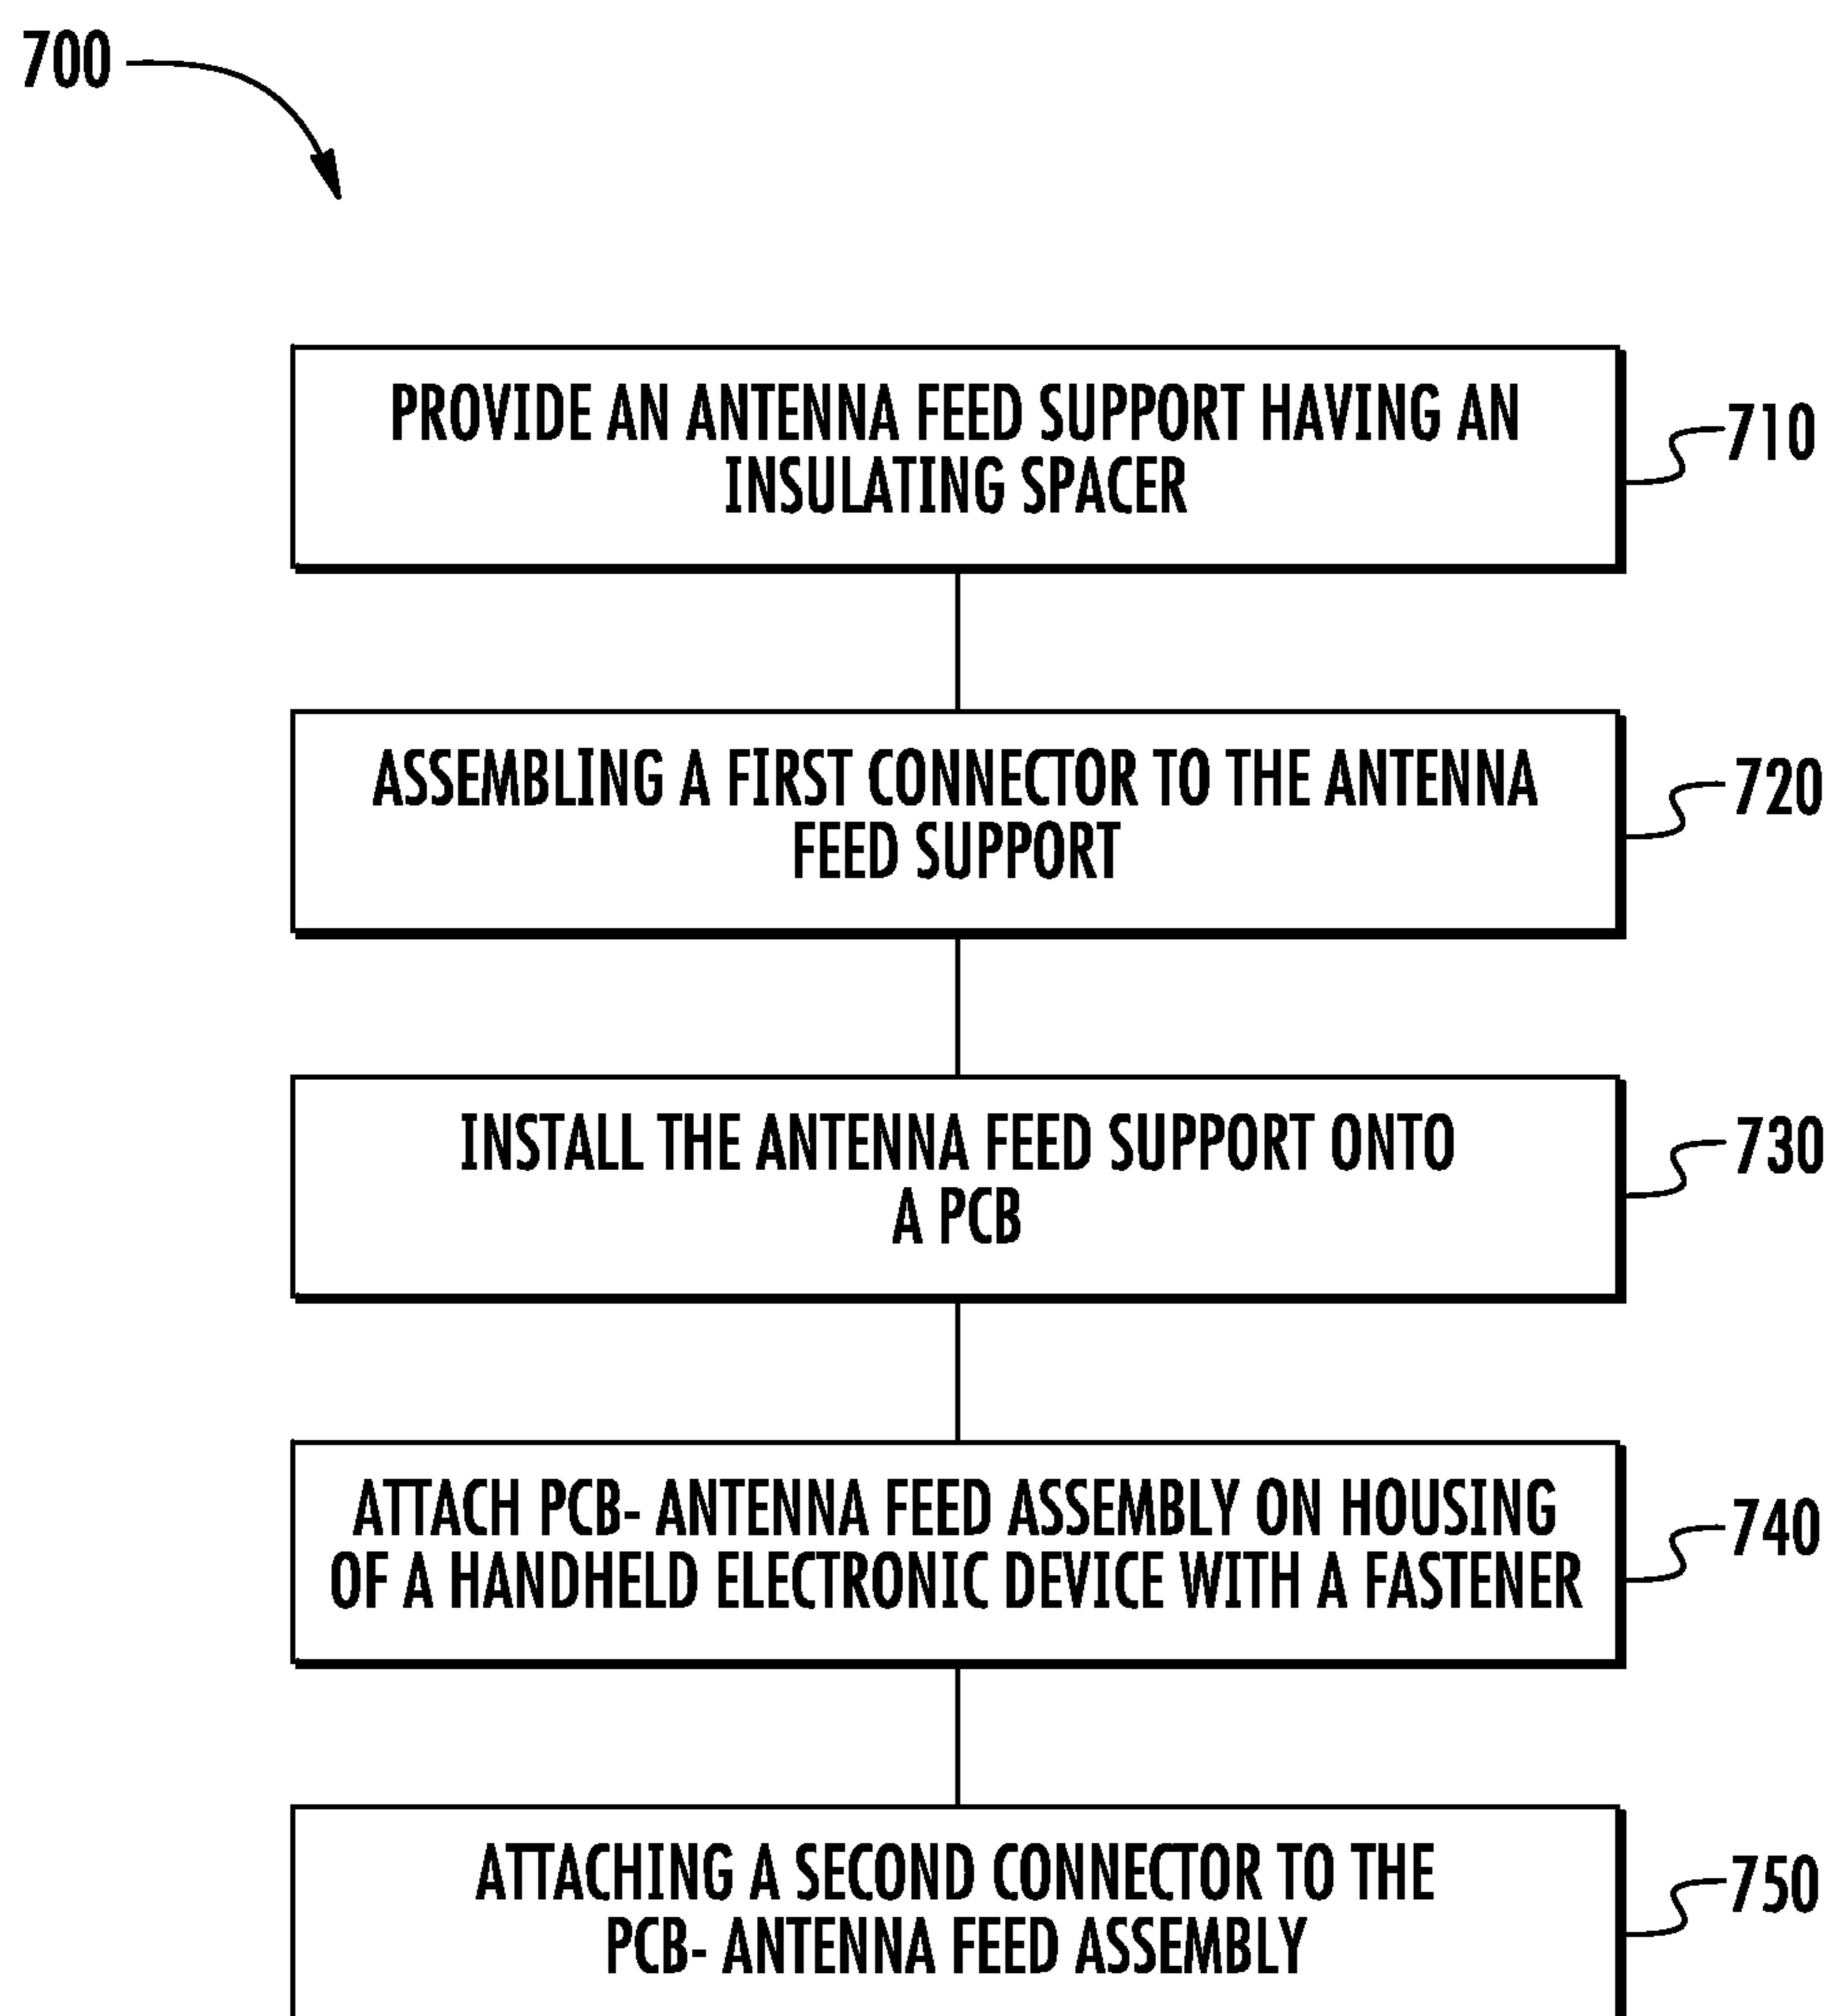 700
PROVIDE AN ANTENNA FEED SUPPORT HAVING AN
INSULATING SPACER
710
ASSEMBLING A FIRST CONNECTOR TO THE ANTENNA
FEED SUPPORT
720
INSTALL THE ANTENNA FEED SUPPORT ONTO
A PCB
730
ATTACH PCB- ANTENNA FEED ASSEMBLY ON HOUSING
OF A HANDHELD ELECTRONIC DEVICE WITH A FASTENER
740
ATTACHING A SECOND CONNECTOR TO THE
PCB- ANTENNA FEED ASSEMBLY
750